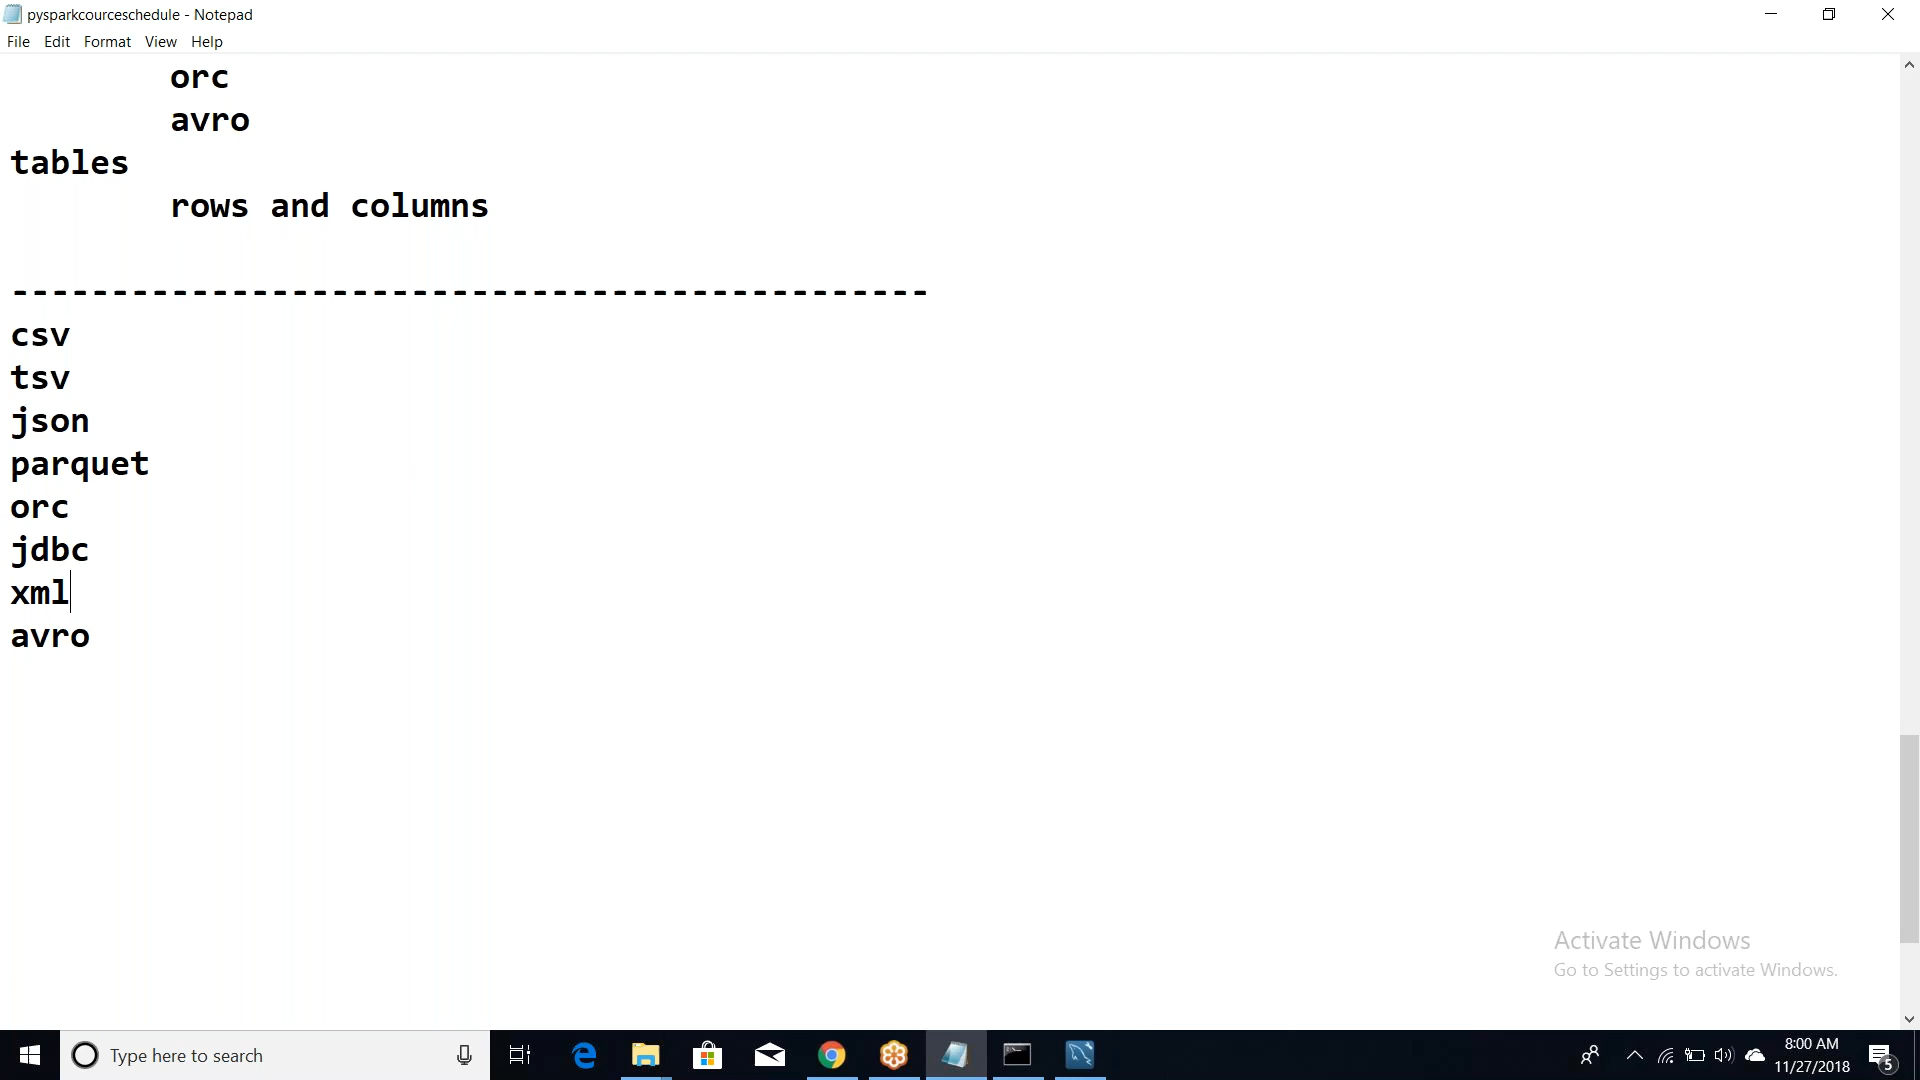 pysparkcourceschedule - Notepad
File Edit Format View Help
orc
avro
tables
rows and columns
----------------------------------------------
csv
tsv
json
parquet
orc
jdbc
xml
avro
Activate Windows
Go to Settings to activate Windows.
Type here to search
8:00 AM
11/27/2018
5